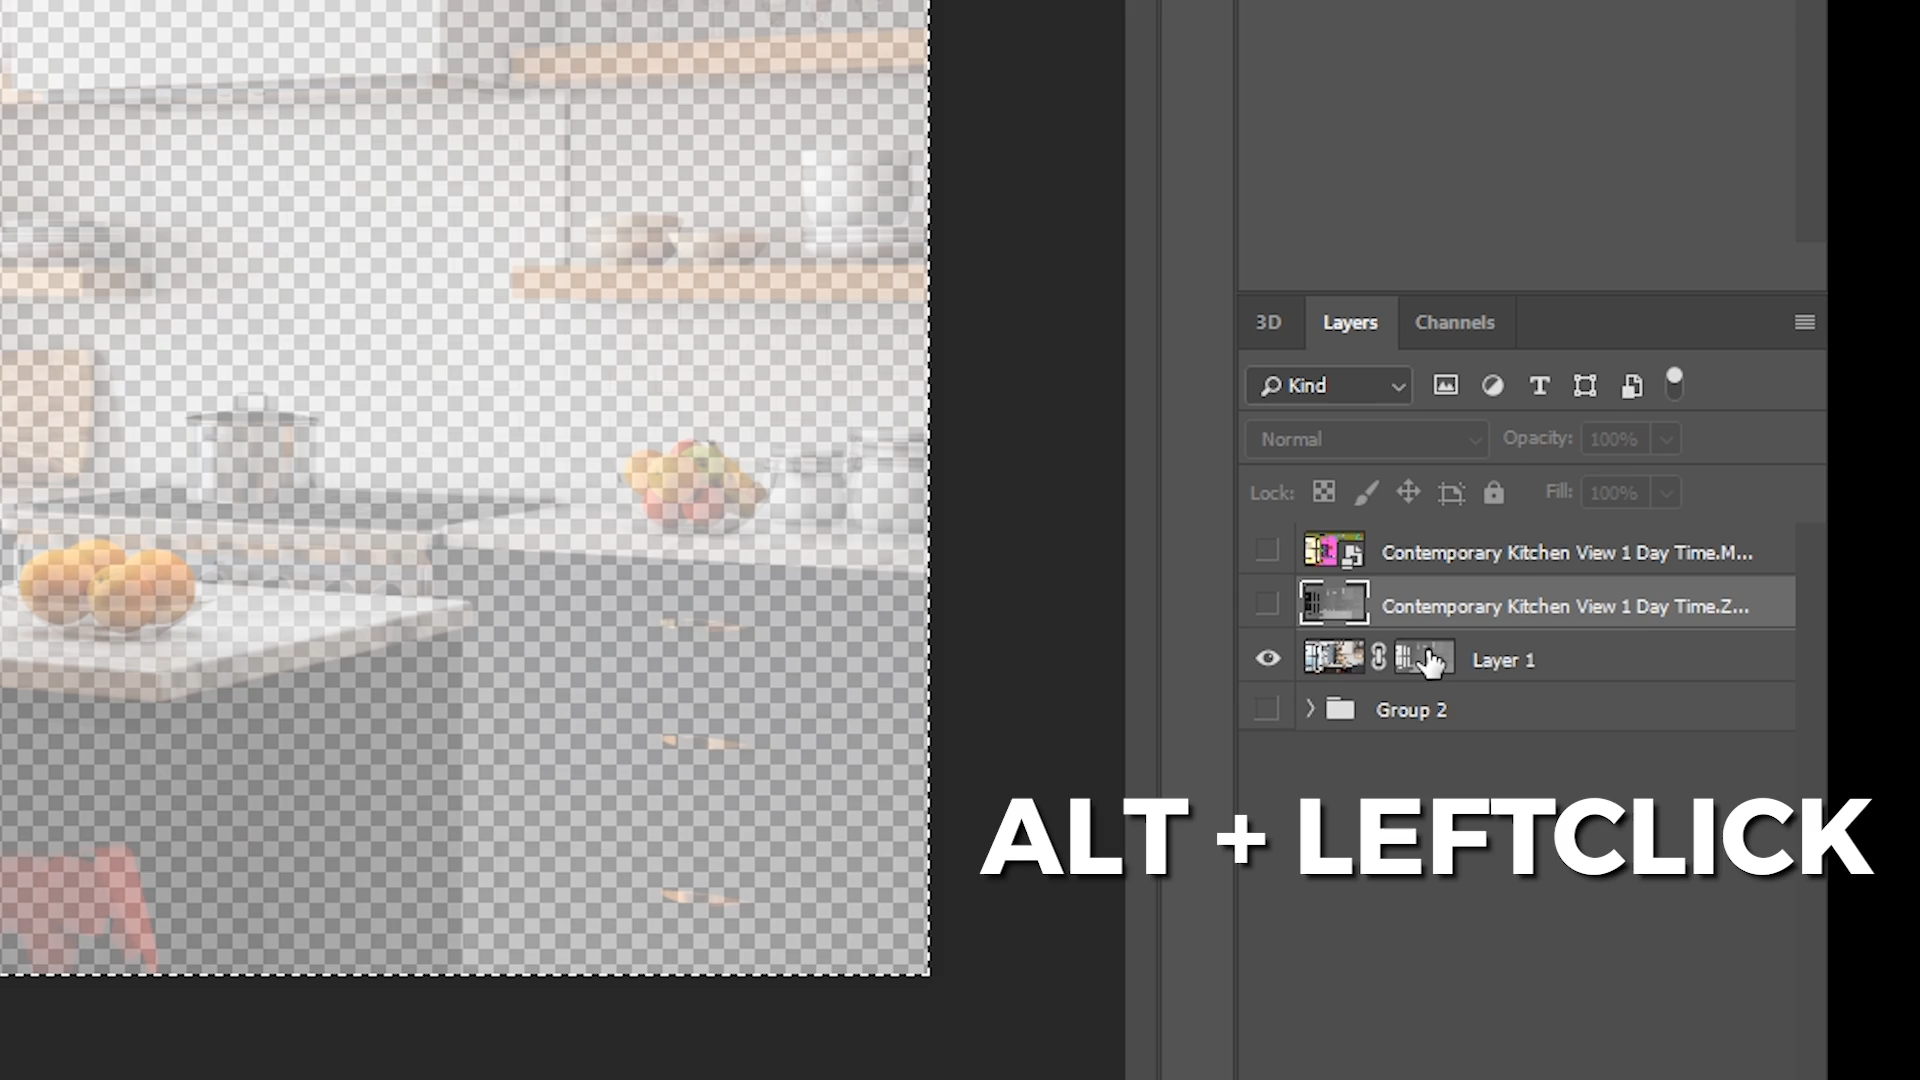 3D Layers Channels
Kind
Normal Opacity: 100%
Lock: Fill: 100%
Contemporary Kitchen View 1 Day Time.M...
Contemporary Kitchen View 1 Day Time.Z...
Layer 1
Group 2
ALT + LEFTCLICK